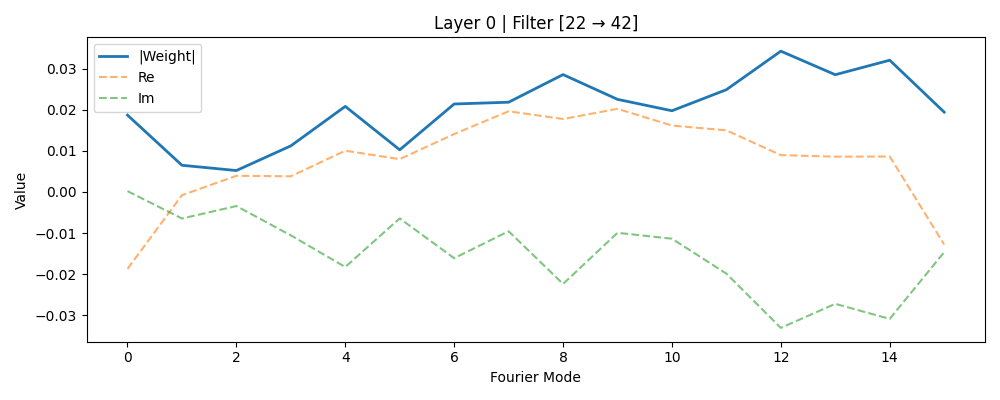 Layer 0 | Filter [22 → 42]
|Weight|
Re
Im
0.03
0.02
0.01
0.00
−0.01
−0.02
−0.03
Value
0 2 4 6 8 10 12 14
Fourier Mode